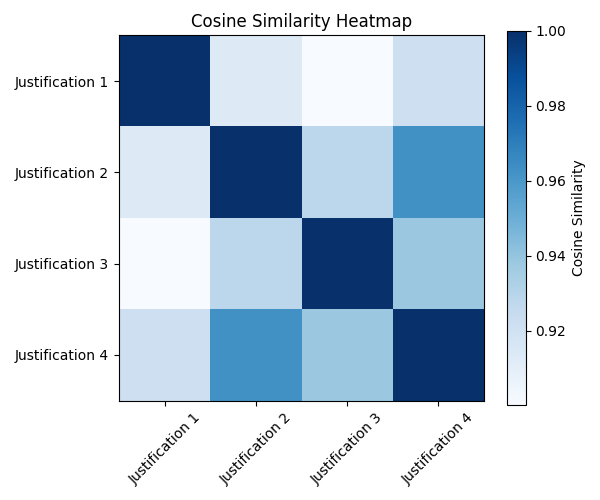 Cosine Similarity Heatmap
Justification 1
Justification 2
Justification 3
Justification 4
Justification 1
Justification 2
Justification 3
Justification 4
1.00
0.98
0.96
0.94
0.92
Cosine Similarity